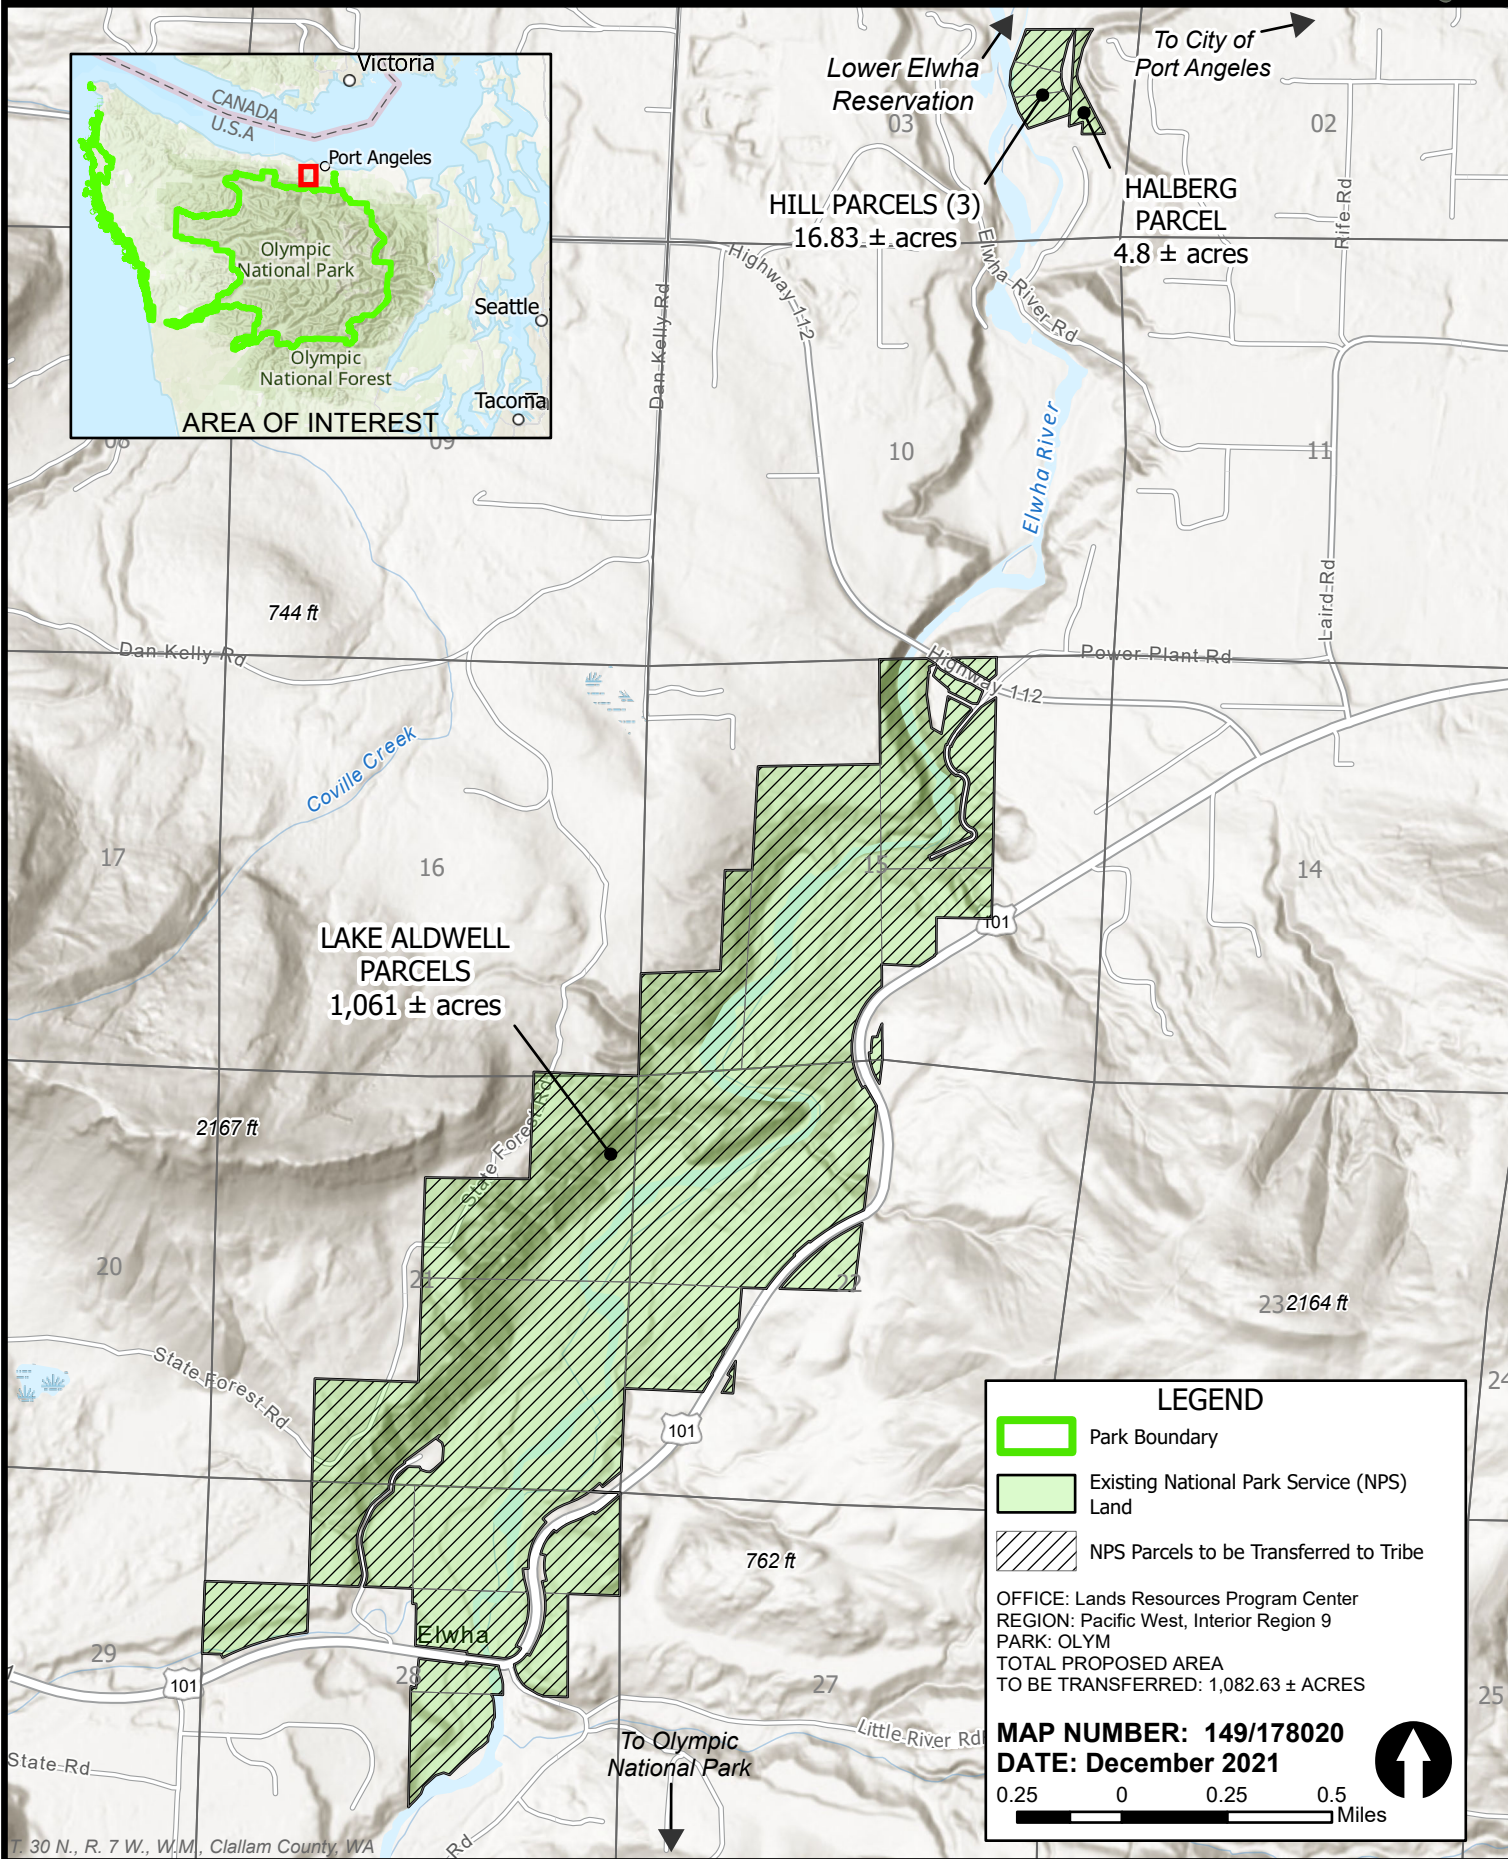 Victoria
CANADA
U.S.A
Port Angeles
Olympic
National Park
Seattle
Olympic
National Forest
Tacoma
AREA OF INTEREST
Lower Elwha
Reservation
To City of
Port Angeles
03
02
HILL PARCELS (3)
16.83 ± acres
HALBERG
PARCEL
4.8 ± acres
Rife Rd
Highway 112
Elwha River Rd
Dan Kelly Rd
08
09
10
11
Elwha River
Laird Rd
744 ft
Dan Kelly Rd
Highway 112
Power Plant Rd
Coville Creek
17
16
15
14
LAKE ALDWELL
PARCELS
1,061 ± acres
101
2167 ft
State Forest Rd
20
21
22
23
2164 ft
State Forest Rd
24
101
762 ft
Elwha
29
28
27
25
101
Little River Rd
State Rd
To Olympic
National Park
Rd
T. 30 N., R. 7 W., W.M., Clallam County, WA
LEGEND
Park Boundary
Existing National Park Service (NPS)
Land
NPS Parcels to be Transferred to Tribe
OFFICE: Lands Resources Program Center
REGION: Pacific West, Interior Region 9
PARK: OLYM
TOTAL PROPOSED AREA
TO BE TRANSFERRED: 1,082.63 ± ACRES
MAP NUMBER: 149/178020
DATE: December 2021
0.25 0 0.25 0.5
Miles